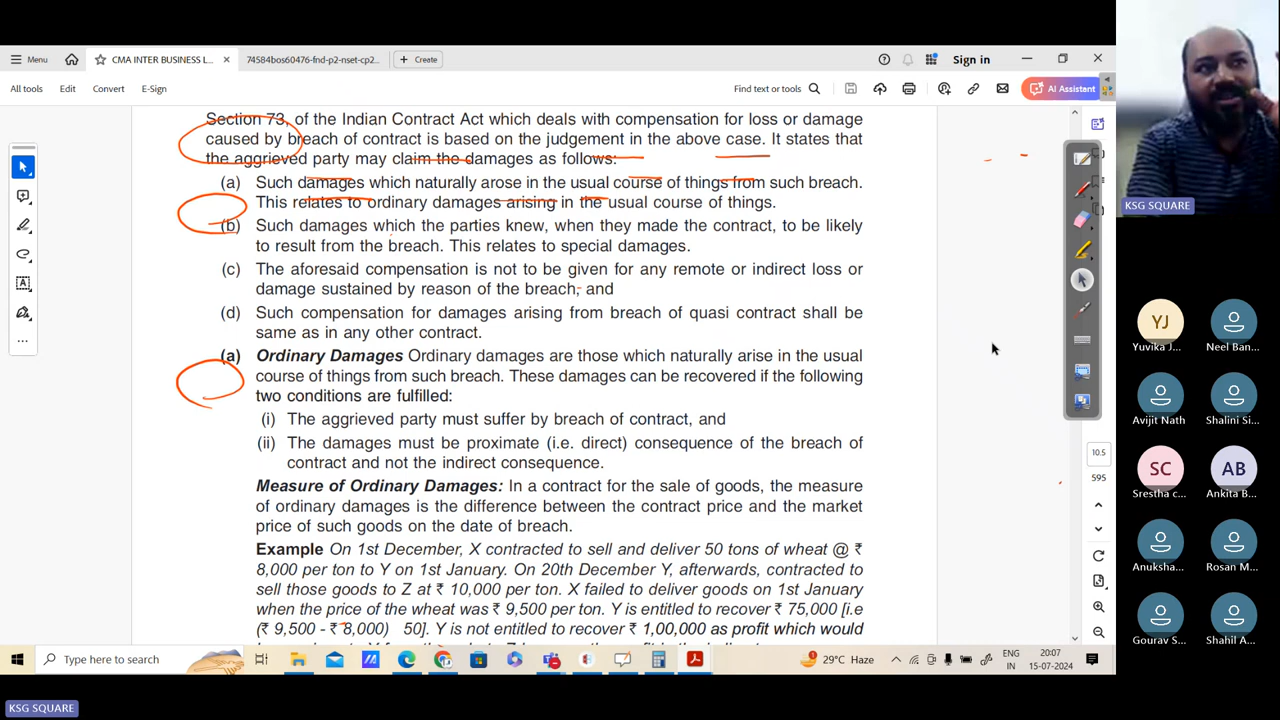 Menu
CMA INTER BUSINESS L...
74584bos60476-fnd-p2-nset-cp2...
Create
Sign in
All tools
Edit
Convert
E-Sign
Find text or tools
AI Assistant
Section 73, of the Indian Contract Act which deals with compensation for loss or damage
caused by breach of contract is based on the judgement in the above case. It states that
the aggrieved party may claim the damages as follows:
(a) Such damages which naturally arose in the usual course of things from such breach.
This relates to ordinary damages arising in the usual course of things.
(b) Such damages which the parties knew, when they made the contract, to be likely
to result from the breach. This relates to special damages.
(c) The aforesaid compensation is not to be given for any remote or indirect loss or
damage sustained by reason of the breach, and
(d) Such compensation for damages arising from breach of quasi contract shall be
same as in any other contract.
(a) Ordinary Damages Ordinary damages are those which naturally arise in the usual
course of things from such breach. These damages can be recovered if the following
two conditions are fulfilled:
(i) The aggrieved party must suffer by breach of contract, and
(ii) The damages must be proximate (i.e. direct) consequence of the breach of
contract and not the indirect consequence.
Measure of Ordinary Damages: In a contract for the sale of goods, the measure
of ordinary damages is the difference between the contract price and the market
price of such goods on the date of breach.
Example On 1st December, X contracted to sell and deliver 50 tons of wheat @ ₹
8,000 per ton to Y on 1st January. On 20th December Y, afterwards, contracted to
sell those goods to Z at ₹ 10,000 per ton. X failed to deliver goods on 1st January
when the price of the wheat was ₹ 9,500 per ton. Y is entitled to recover ₹ 75,000 [i.e
(₹ 9,500 - ₹ 8,000) 50]. Y is not entitled to recover ₹ 1,00,000 as profit which would
10.5
595
KSG SQUARE
YJ
Yuvika J...
Neel Ban...
Avijit Nath
Shalini Si...
SC
Srestha c...
AB
Ankita B...
Anuksha...
Rosan M...
Gourav S...
Shahil A...
Type here to search
29°C Haze
ENG
IN
20:07
15-07-2024
KSG SQUARE